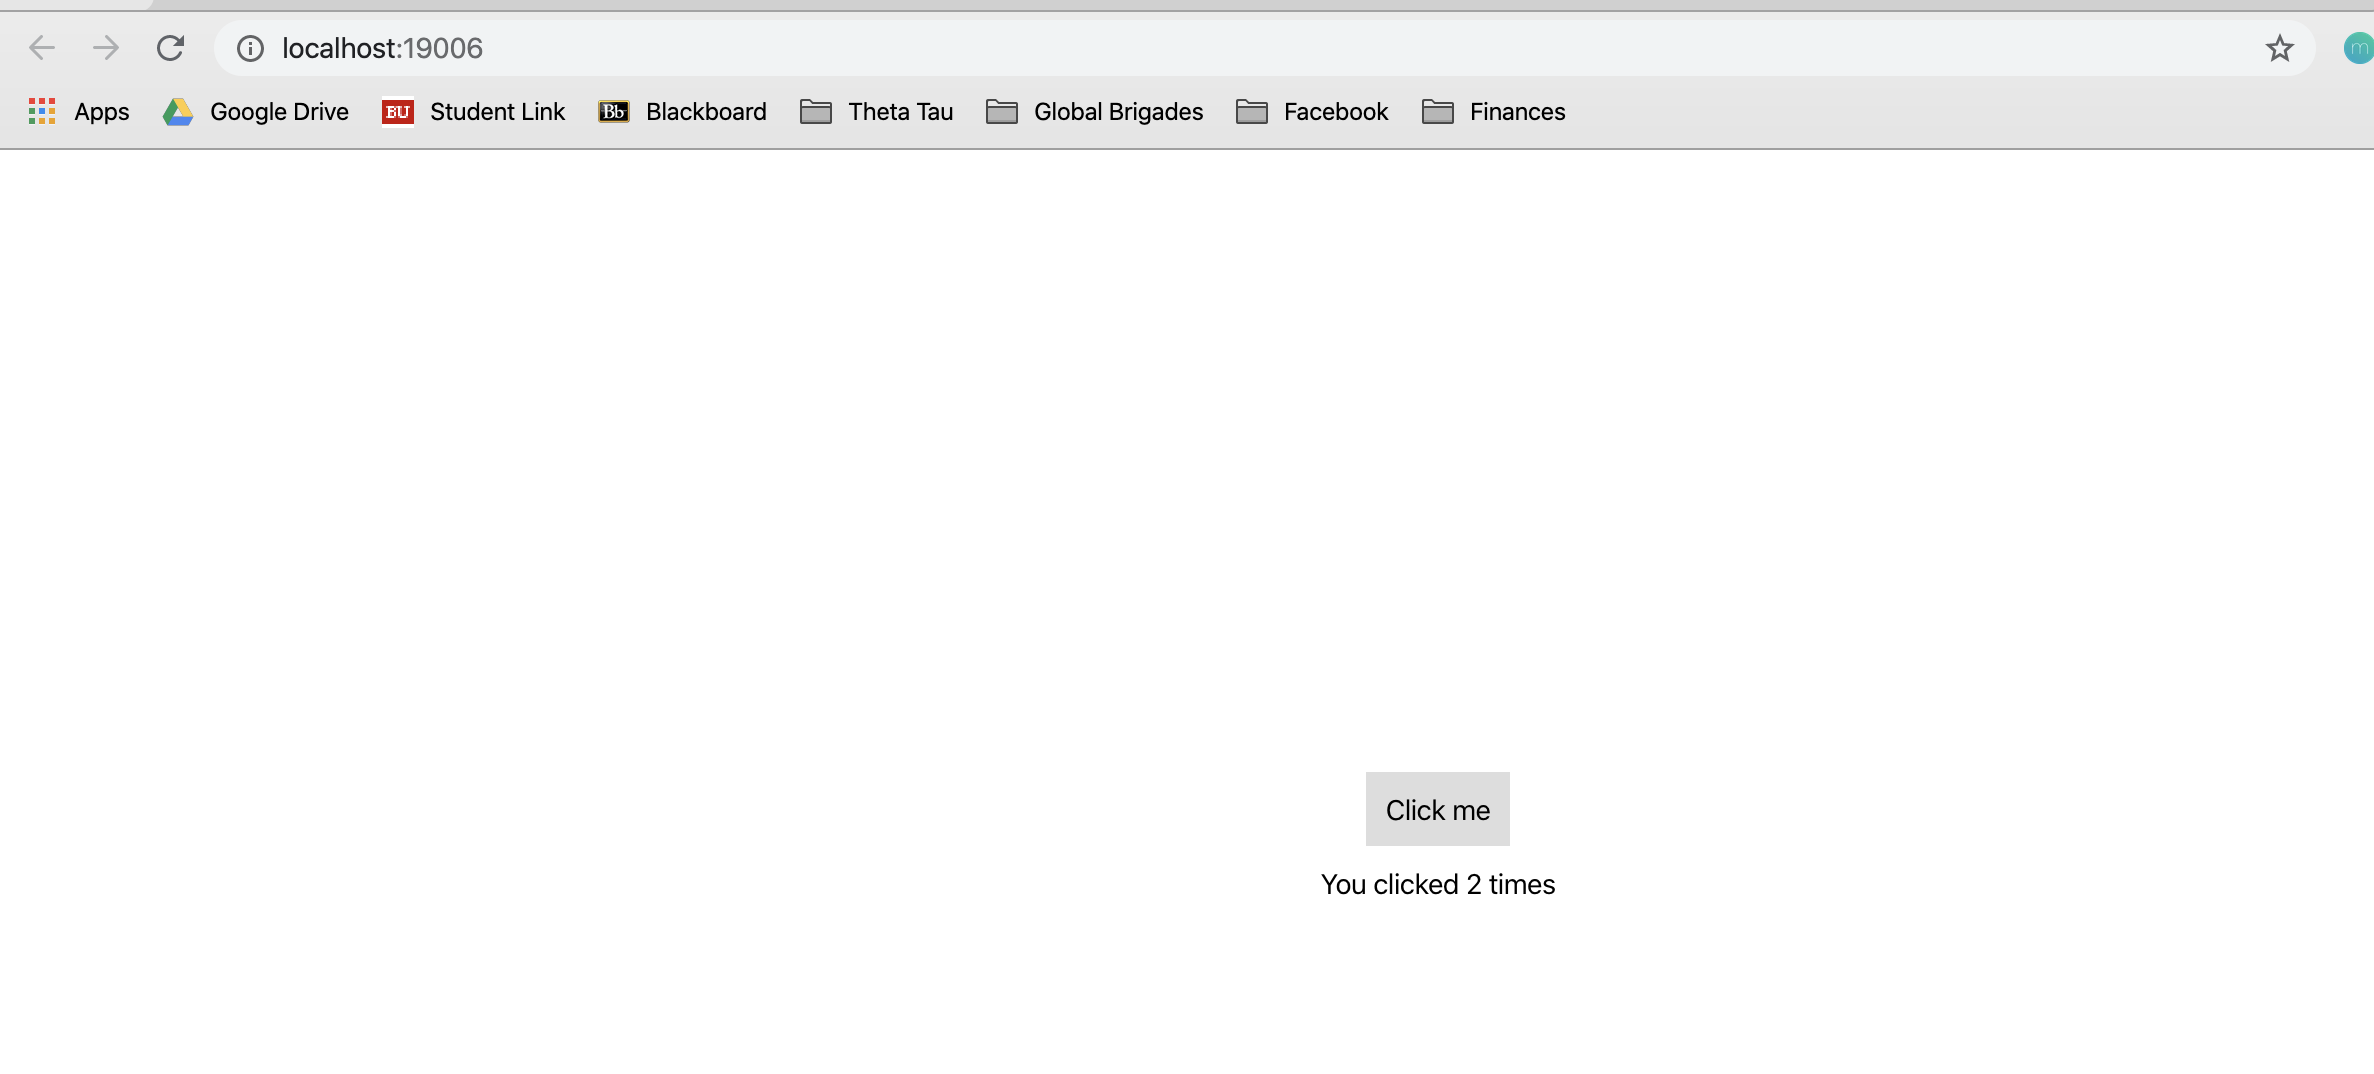 localhost:19006
Apps Google Drive BU Student Link Bb Blackboard Theta Tau Global Brigades Facebook Finances
m
Click me
You clicked 2 times